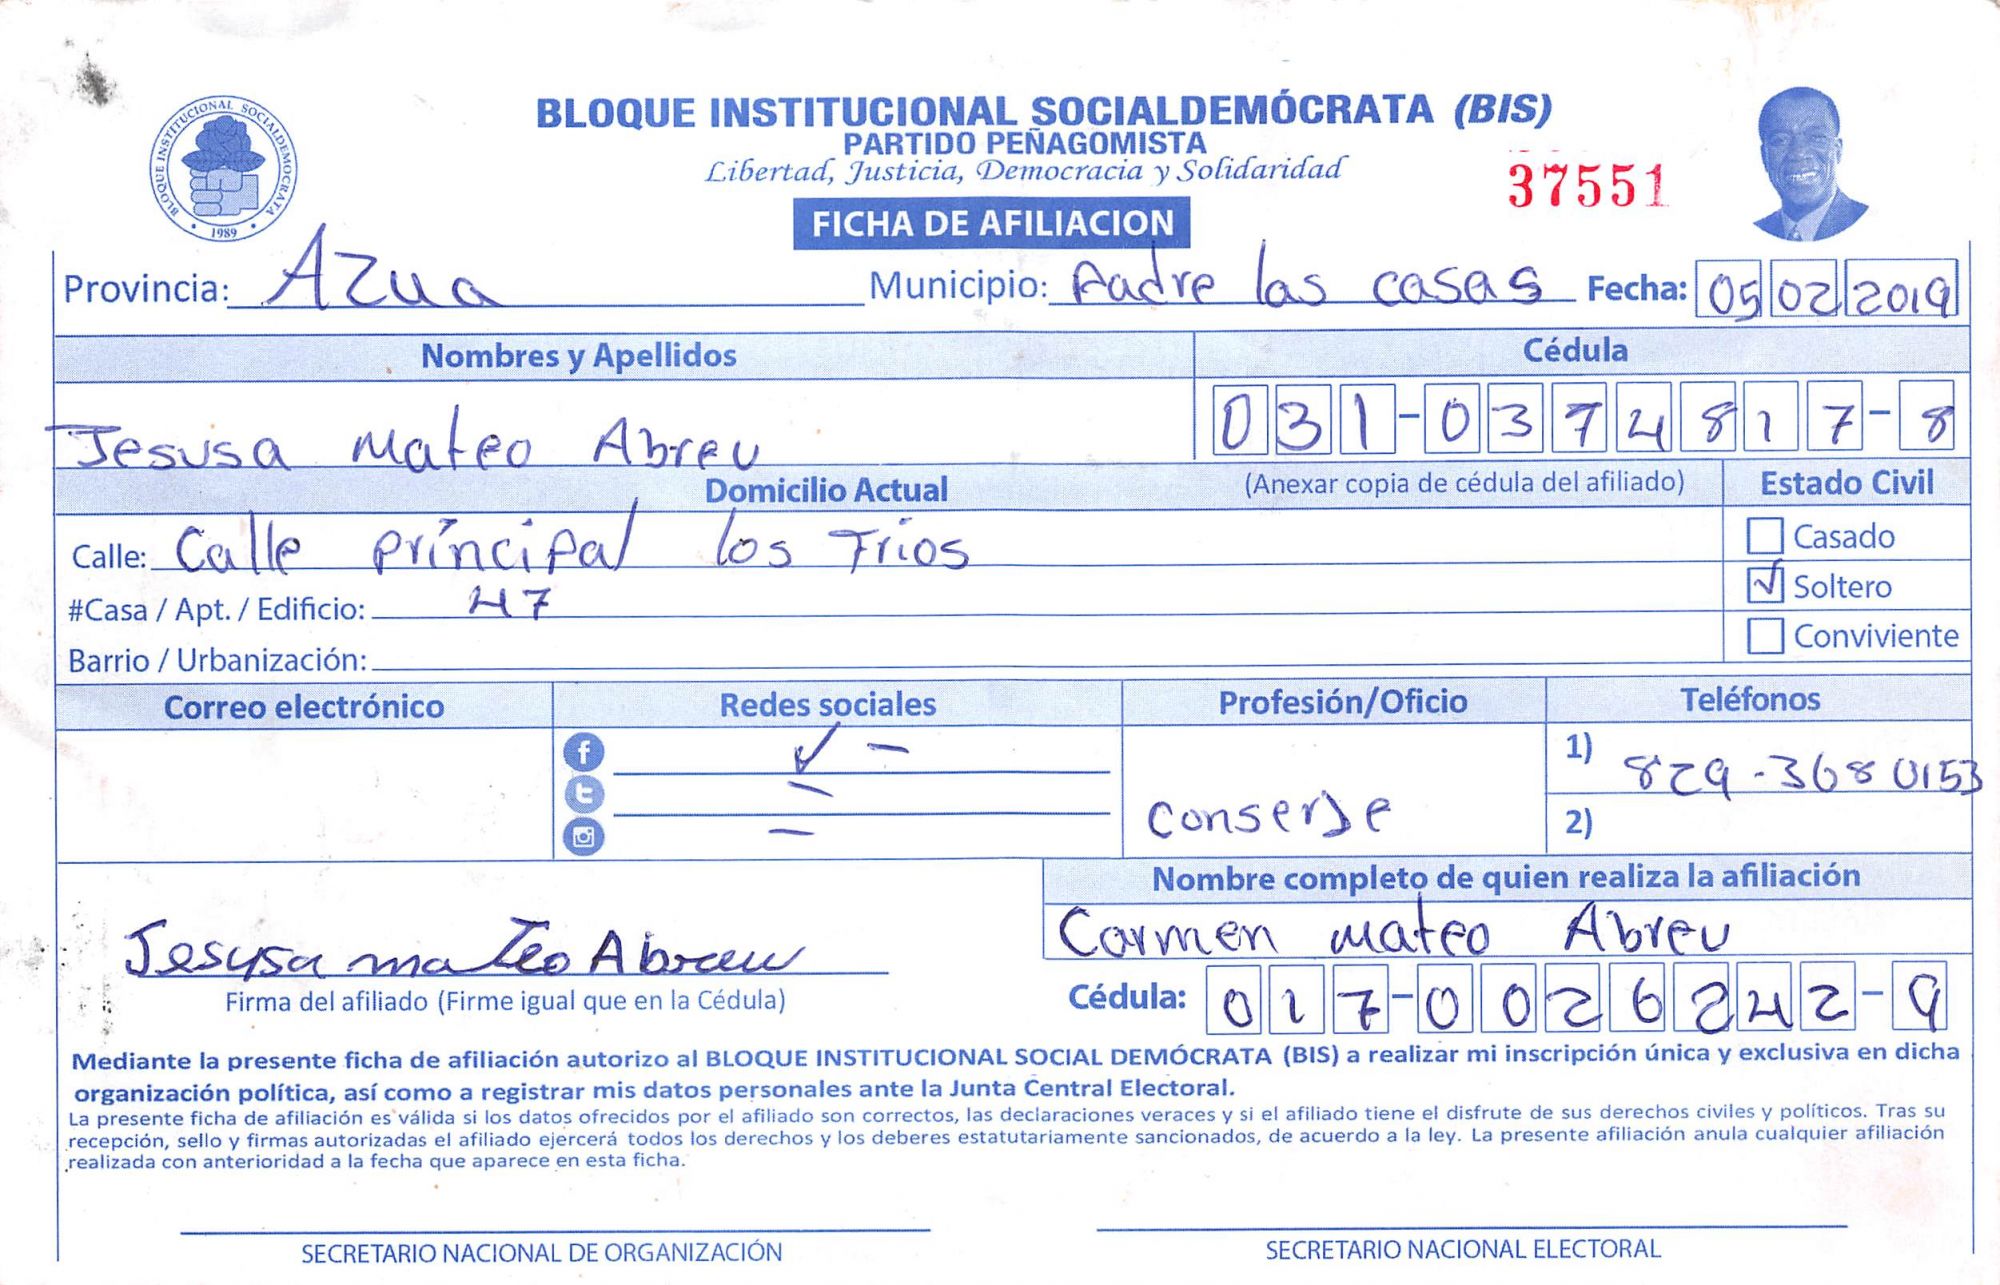 BLOQUE INSTITUCIONAL SOCIALDEMÓCRATA (BIS)
PARTIDO PEÑAGOMISTA
Libertad, Justicia, Democracia y Solidaridad
37551
BLOQUE INSTITUCIONAL SOCIALDEMOCRATA
1989
FICHA DE AFILIACION
Provincia: Azua Municipio: Padre las casas Fecha: 05 02 2019
Nombres y Apellidos Cédula
Jesusa Mateo Abreu 031-0374817-8
Domicilio Actual (Anexar copia de cédula del afiliado) Estado Civil
Calle: Calle principal los Frios Casado
#Casa / Apt. / Edificio: 47 Soltero
Barrio / Urbanización: Conviviente
Correo electrónico Redes sociales Profesión/Oficio Teléfonos
1) 829-368 0153
Conserje 2)
Nombre completo de quien realiza la afiliación
Carmen Mateo Abreu
Jesusa mateo Abreu
Firma del afiliado (Firme igual que en la Cédula) Cédula: 017-0026242-9
Mediante la presente ficha de afiliación autorizo al BLOQUE INSTITUCIONAL SOCIAL DEMÓCRATA (BIS) a realizar mi inscripción única y exclusiva en dicha
organización política, así como a registrar mis datos personales ante la Junta Central Electoral.
La presente ficha de afiliación es válida si los datos ofrecidos por el afiliado son correctos, las declaraciones veraces y si el afiliado tiene el disfrute de sus derechos civiles y políticos. Tras su
recepción, sello y firmas autorizadas el afiliado ejercerá todos los derechos y los deberes estatutariamente sancionados, de acuerdo a la ley. La presente afiliación anula cualquier afiliación
realizada con anterioridad a la fecha que aparece en esta ficha.
SECRETARIO NACIONAL DE ORGANIZACIÓN SECRETARIO NACIONAL ELECTORAL